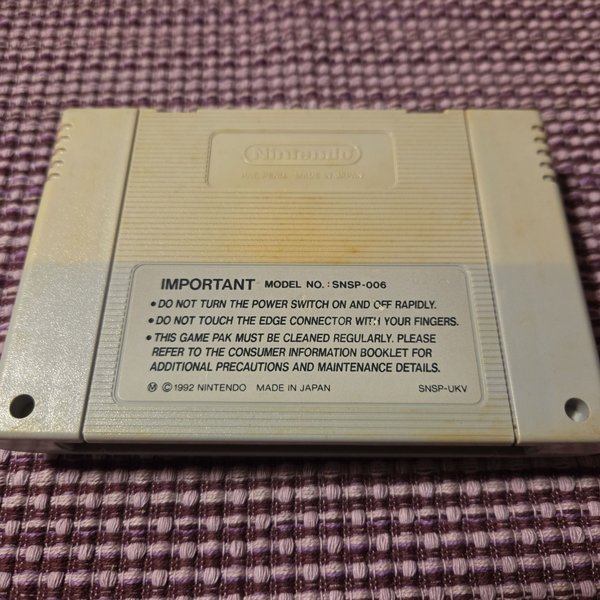 Nintendo
MADE IN JAPAN
IMPORTANT MODEL NO.: SNSP-006
• DO NOT TURN THE POWER SWITCH ON AND OFF RAPIDLY.
• DO NOT TOUCH THE EDGE CONNECTOR WITH YOUR FINGERS.
• THIS GAME PAK MUST BE CLEANED REGULARLY. PLEASE
REFER TO THE CONSUMER INFORMATION BOOKLET FOR
ADDITIONAL PRECAUTIONS AND MAINTENANCE DETAILS.
Ⓜ © 1992 NINTENDO MADE IN JAPAN SNSP-UKV